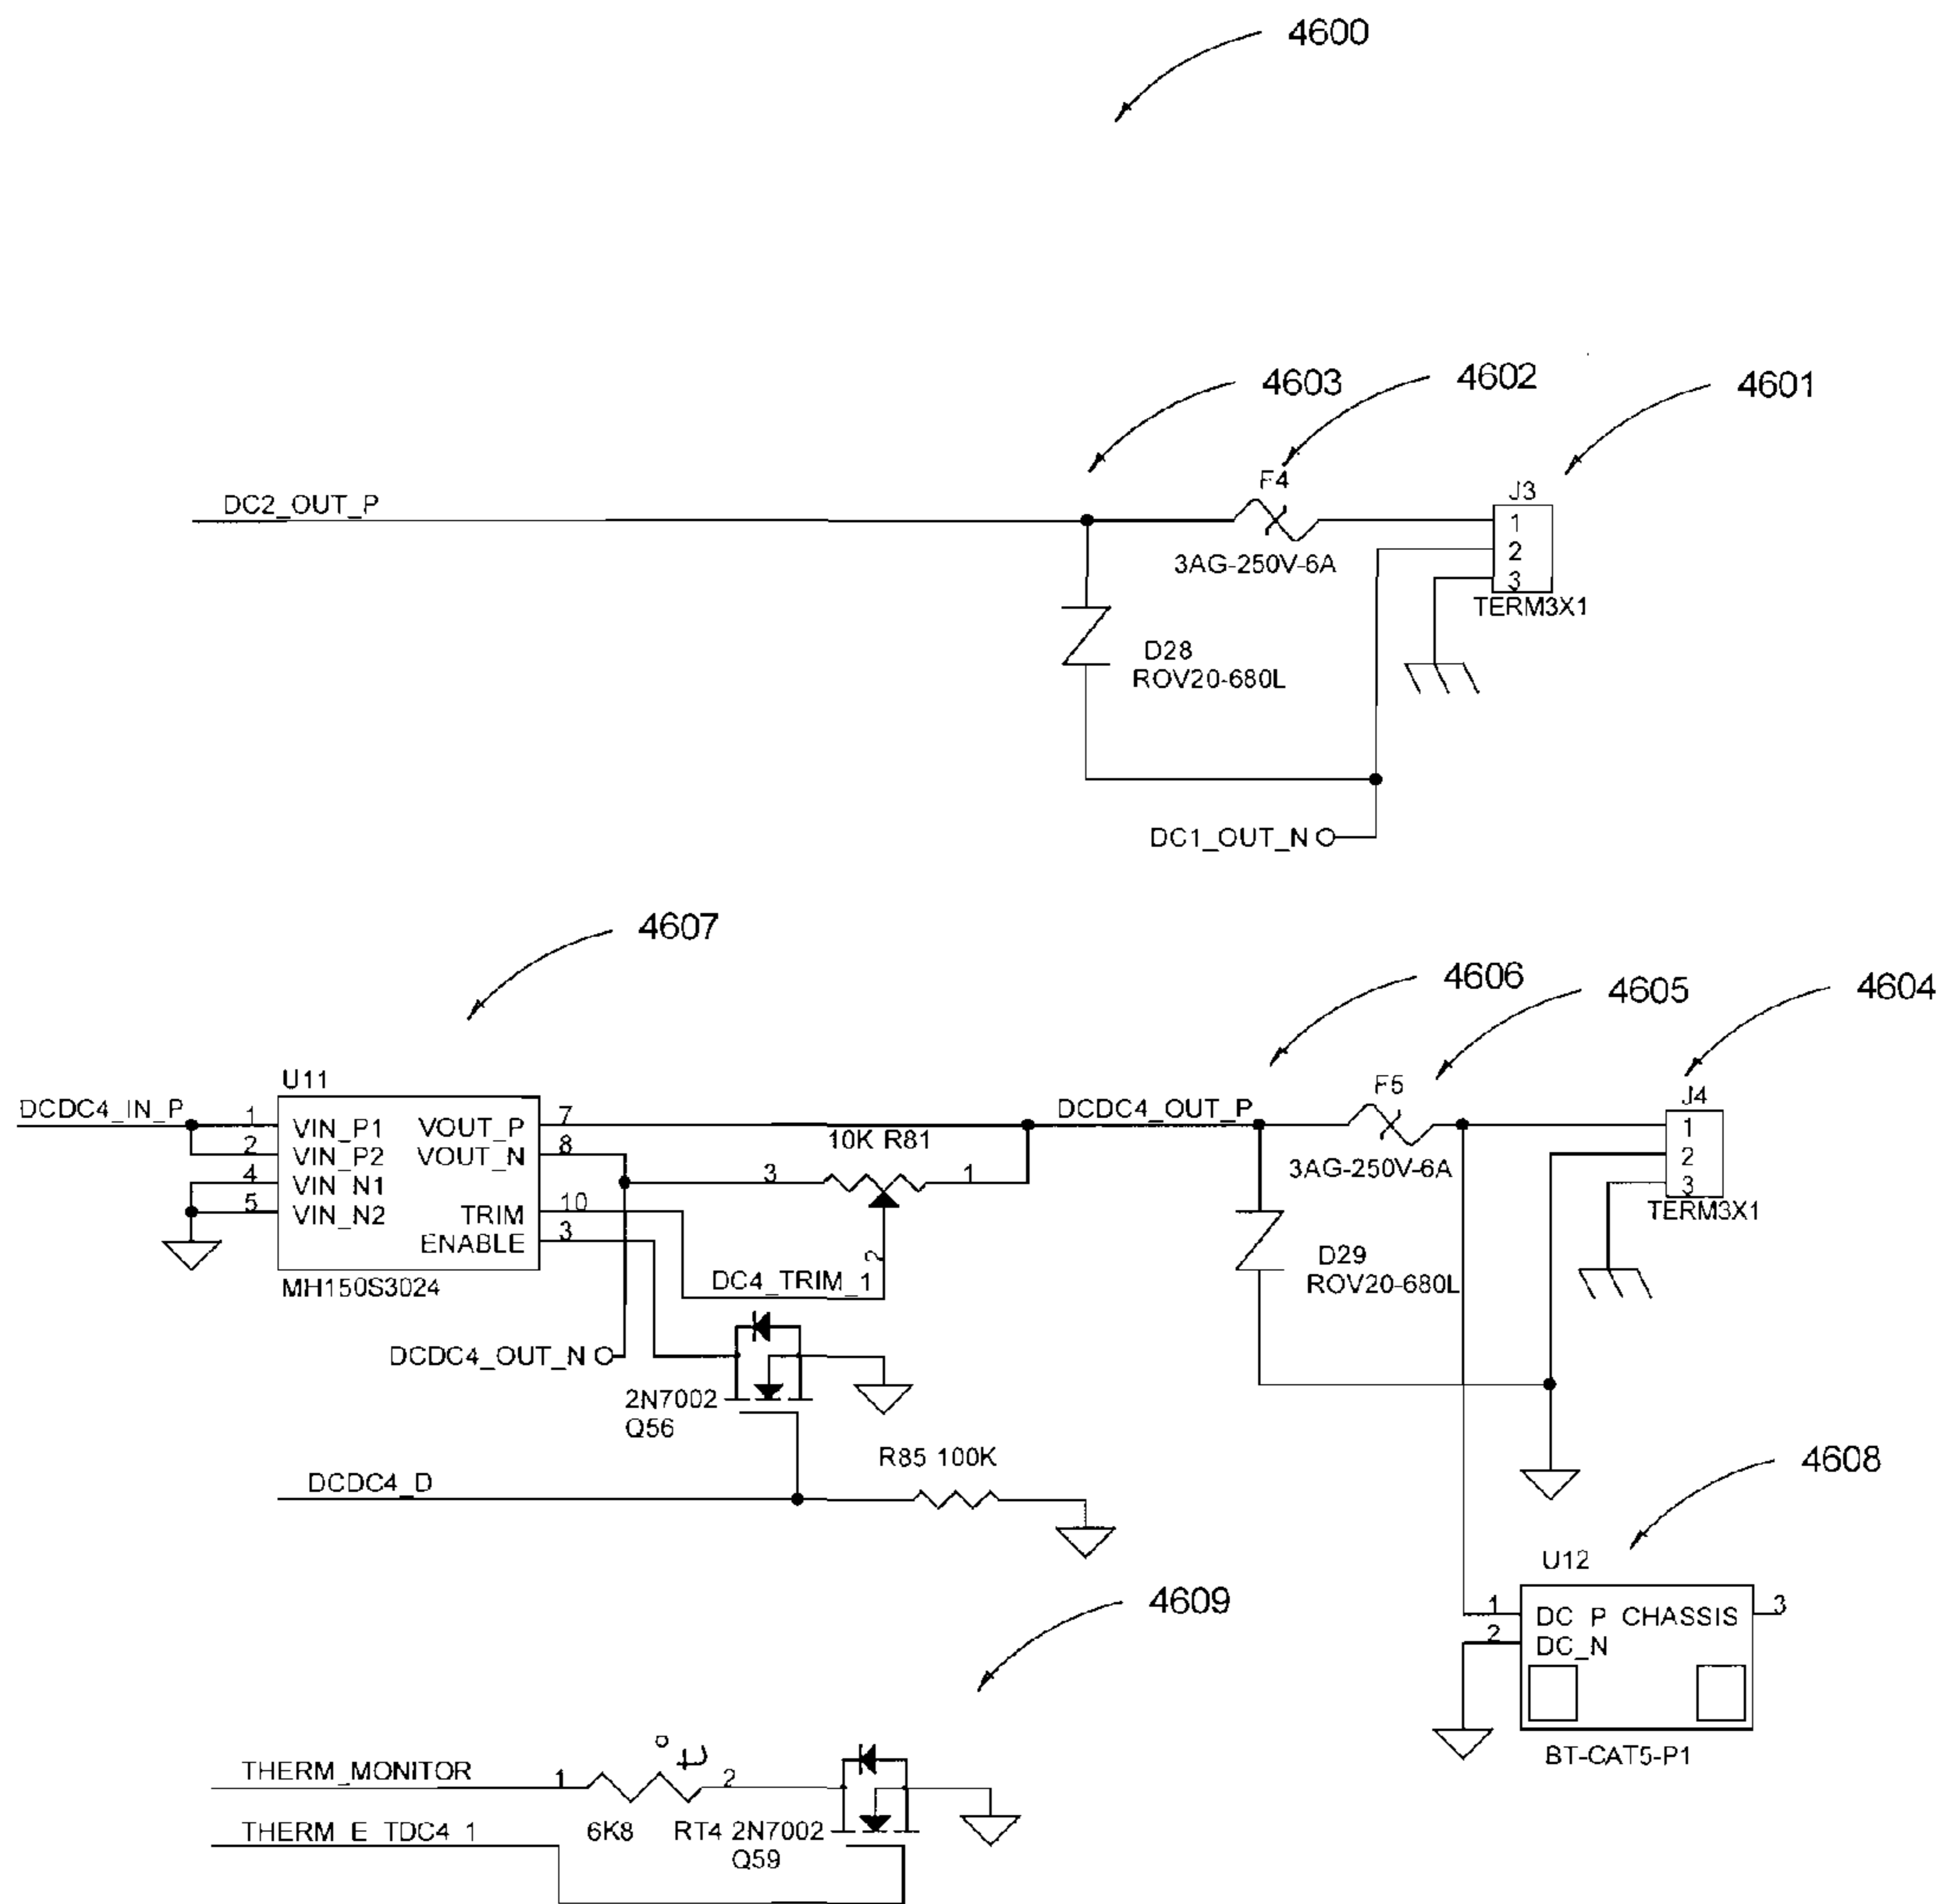 4600
4603
4602
4601
DC2_OUT_P
F4
J3
1
2
3
3AG-250V-6A
TERM3X1
D28
ROV20-680L
DC1_OUT_N
4607
4606
4605
4604
U11
F5
J4
DCDC4_IN_P
1
VIN_P1
VOUT_P
7
DCDC4_OUT_P
1
2
VIN_P2
VOUT_N
8
10K R81
3AG-250V-6A
2
4
VIN_N1
3
1
3
5
VIN_N2
TRIM
10
TERM3X1
ENABLE
3
2
D29
MH150S3024
DC4_TRIM_1
ROV20-680L
DCDC4_OUT_N
2N7002
Q56
R85 100K
4608
DCDC4_D
U12
4609
1
DC_P CHASSIS
3
2
DC_N
BT-CAT5-P1
THERM_MONITOR
1
°t
2
THERM_E_TDC4_1
6K8
RT4 2N7002
Q59